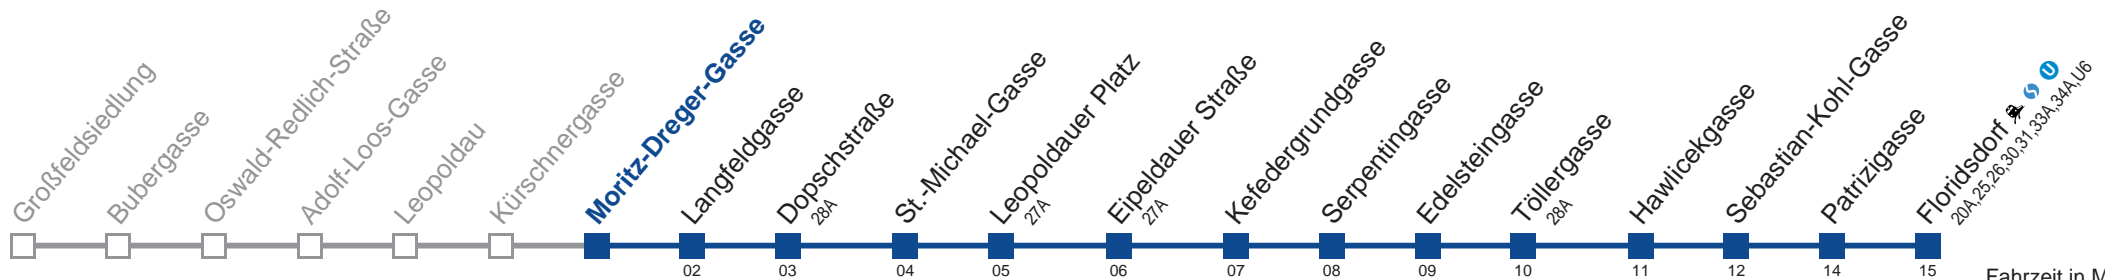 Großfeldsiedlung
Bubergasse
Oswald-Redlich-Straße
Adolf-Loos-Gasse
Leopoldau
Kürschnergasse
Moritz-Dreger-Gasse
Langfeldgasse
02
Dopschstraße
28A
03
St.-Michael-Gasse
04
Leopoldauer Platz
27A
05
Eipeldauer Straße
27A
06
Kefedergrundgasse
07
Serpentingasse
08
Edelsteingasse
09
Töllergasse
28A
10
Hawlicekgasse
11
Sebastian-Kohl-Gasse
12
Patrizigasse
14
Floridsdorf S U
20A,25,26,30,31,33A,34A,U6
15
Fahrzeit in M